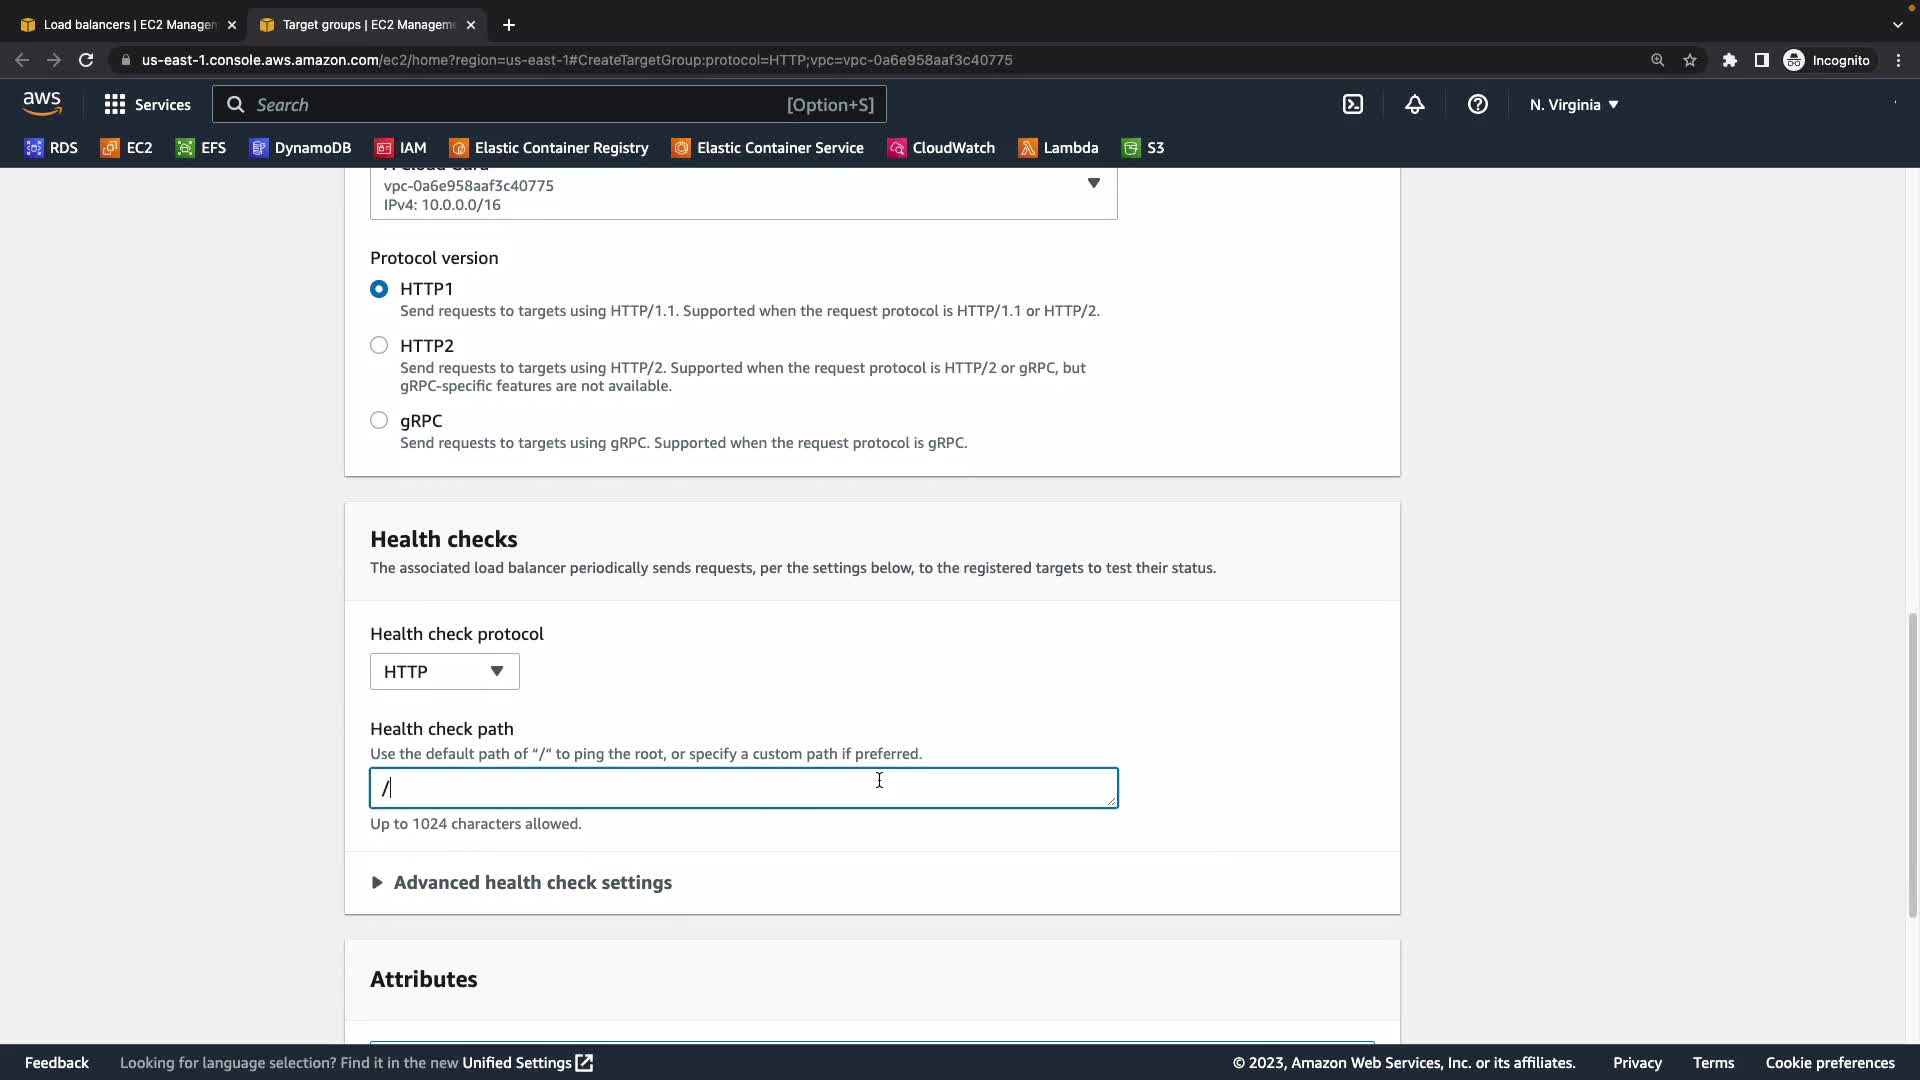 Load balancers | EC2 Managem
Target groups | EC2 Managem
us-east-1.console.aws.amazon.com/ec2/home?region=us-east-1#CreateTargetGroup:protocol=HTTP;vpc=vpc-0a6e958aaf3c40775
Incognito
aws
Services
Search
[Option+S]
N. Virginia
RDS
EC2
EFS
DynamoDB
IAM
Elastic Container Registry
Elastic Container Service
CloudWatch
Lambda
S3
A Cloud Guru
vpc-0a6e958aaf3c40775
IPv4: 10.0.0.0/16
Protocol version
HTTP1
Send requests to targets using HTTP/1.1. Supported when the request protocol is HTTP/1.1 or HTTP/2.
HTTP2
Send requests to targets using HTTP/2. Supported when the request protocol is HTTP/2 or gRPC, but
gRPC-specific features are not available.
gRPC
Send requests to targets using gRPC. Supported when the request protocol is gRPC.
Health checks
The associated load balancer periodically sends requests, per the settings below, to the registered targets to test their status.
Health check protocol
HTTP
Health check path
Use the default path of "/" to ping the root, or specify a custom path if preferred.
/
Up to 1024 characters allowed.
Advanced health check settings
Attributes
Feedback
Looking for language selection? Find it in the new Unified Settings
© 2023, Amazon Web Services, Inc. or its affiliates.
Privacy
Terms
Cookie preferences